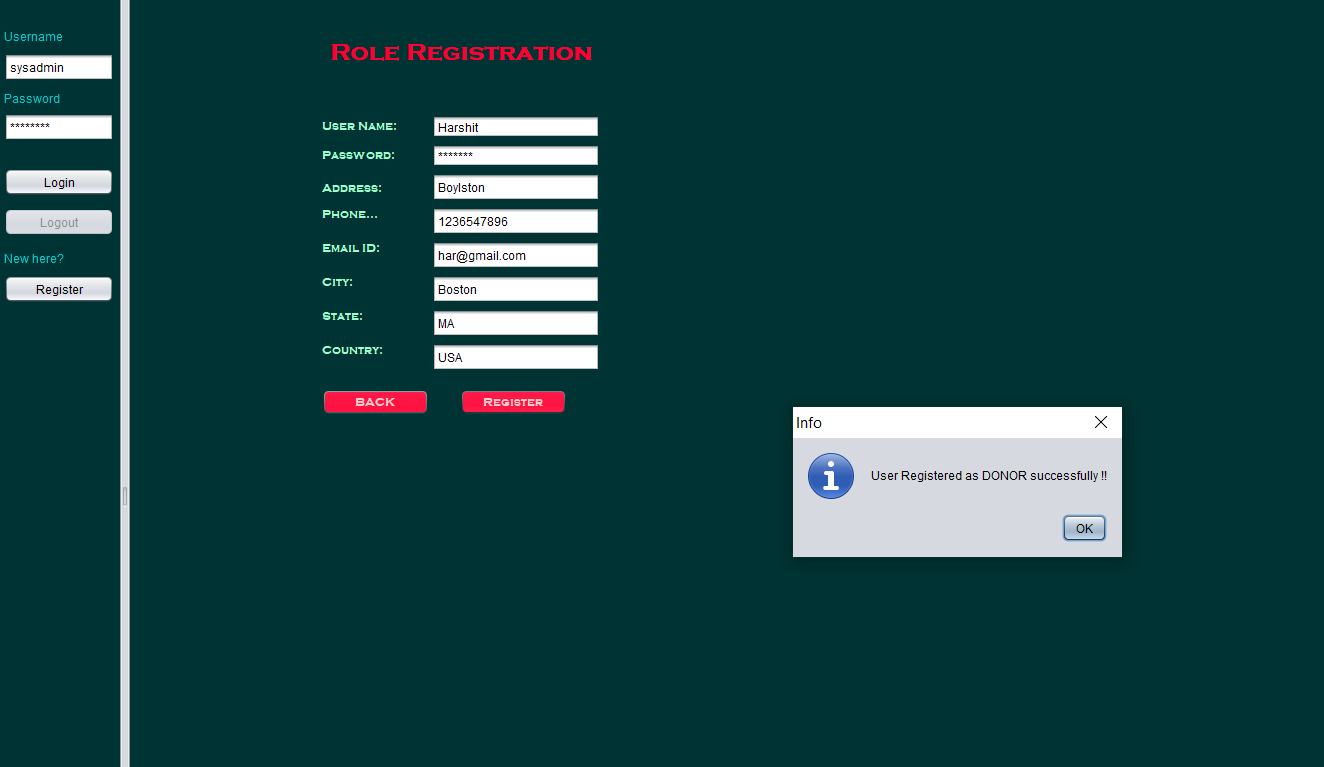 Username
sysadmin
Password
********
Login
Logout
New here?
Register
Role Registration
User Name: Harshit
Password: *******
Address: Boylston
Phone... 1236547896
Email ID: har@gmail.com
City: Boston
State: MA
Country: USA
BACK Register
Info
User Registered as DONOR successfully !!
OK